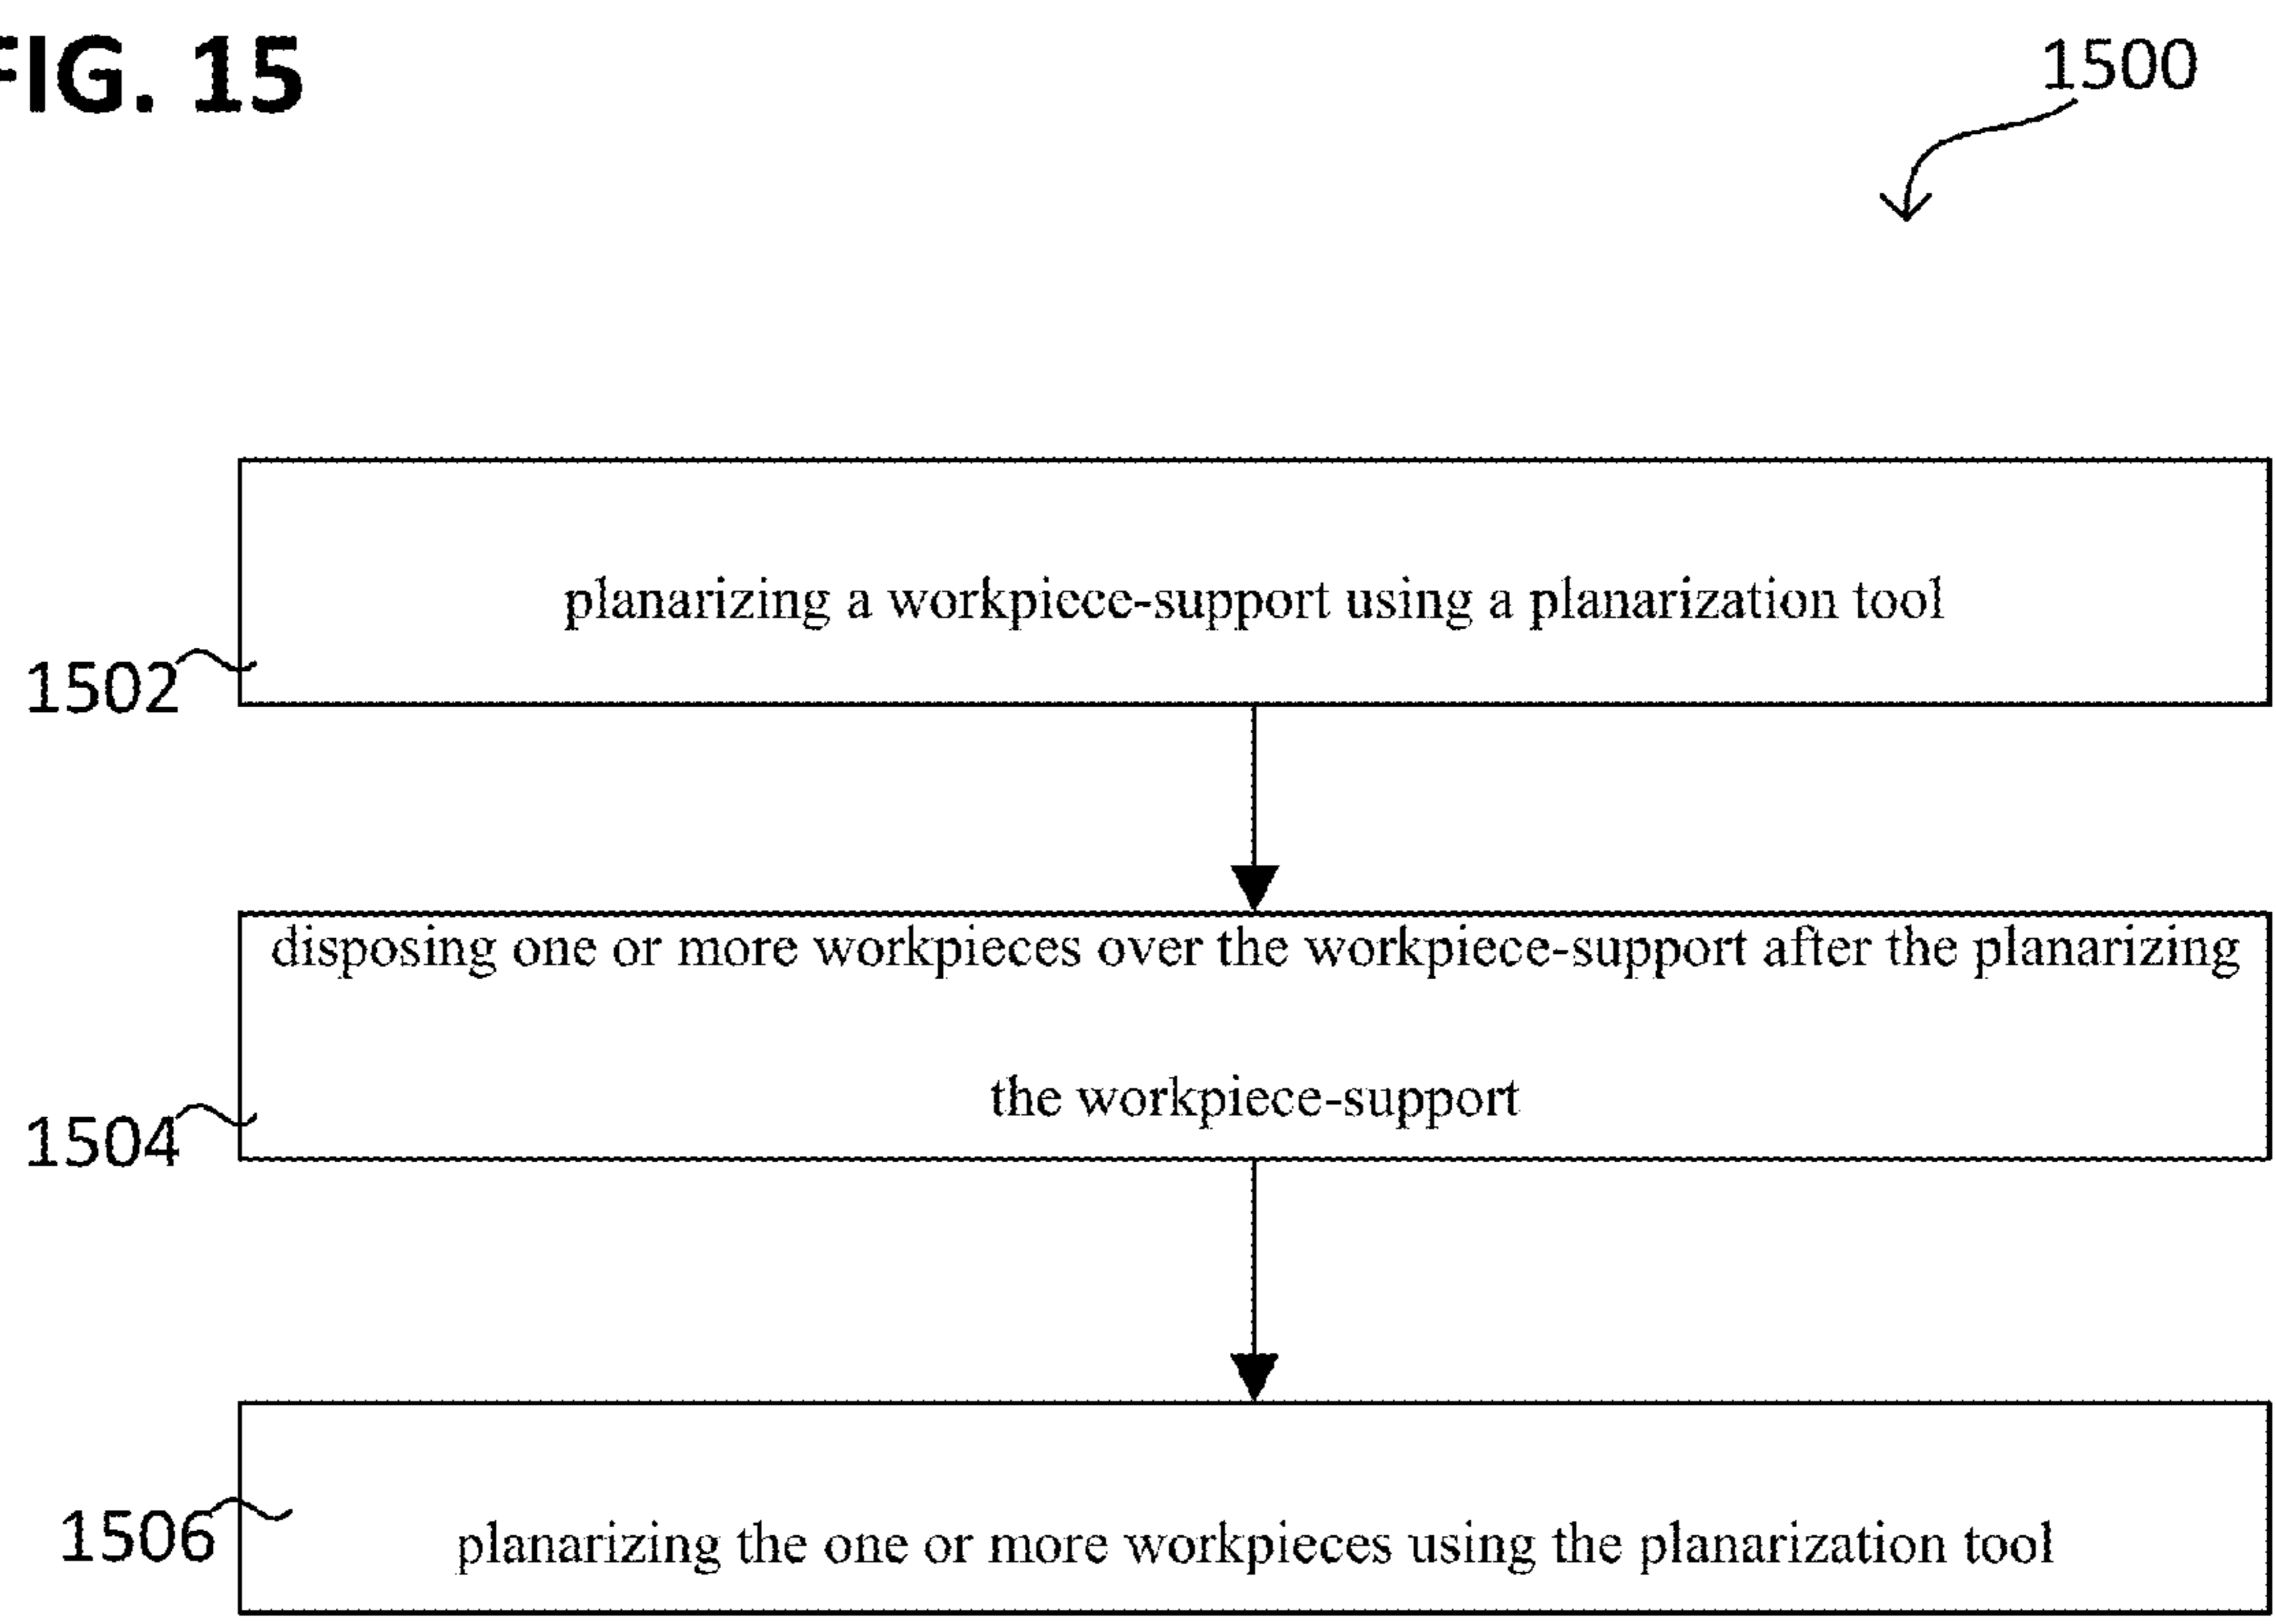 FIG. 15
1500
planarizing a workpiece-support using a planarization tool
1502
disposing one or more workpieces over the workpiece-support after the planarizing
the workpiece-support
1504
1506
planarizing the one or more workpieces using the planarization tool